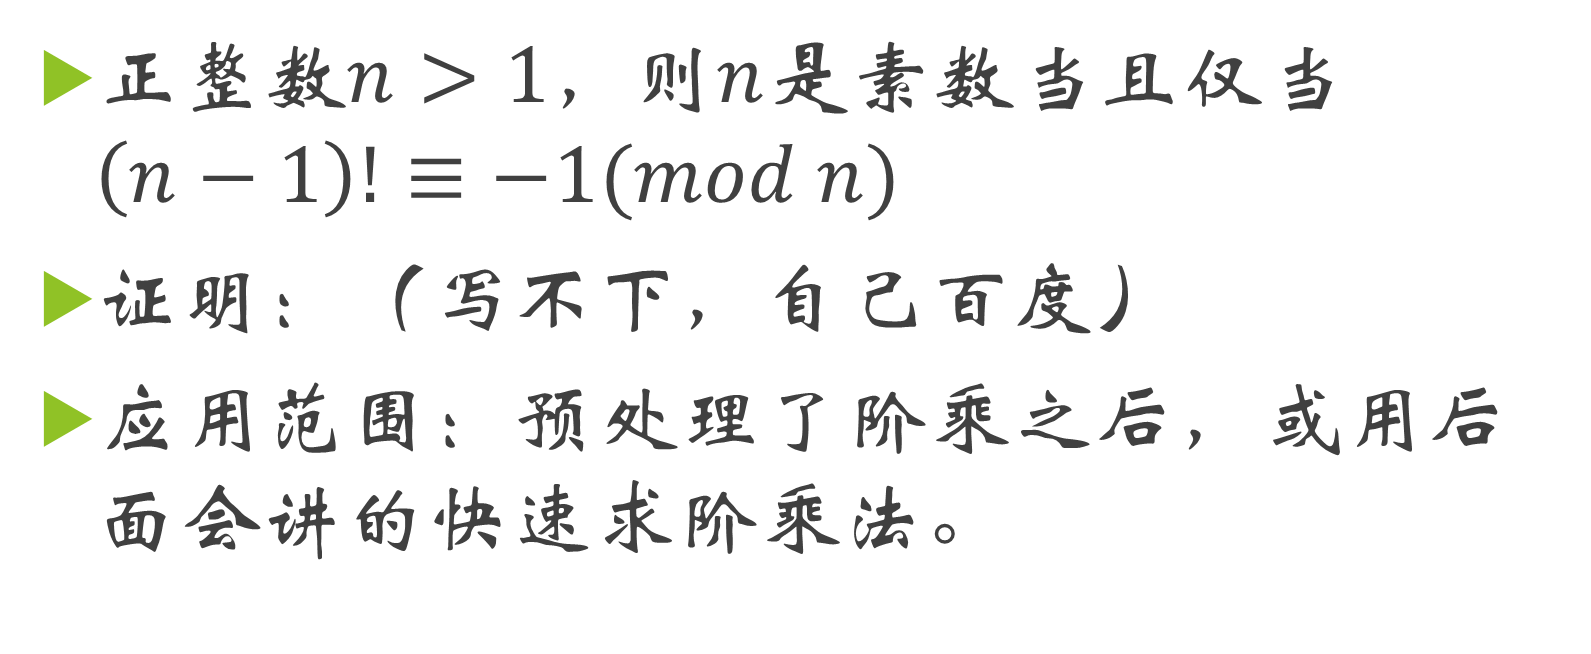 正整数n > 1，则n是素数当且仅当
(n − 1)! ≡ −1(mod n)
证明：（写不下，自己百度）
应用范围：预处理了阶乘之后，或用后
面会讲的快速求阶乘法。